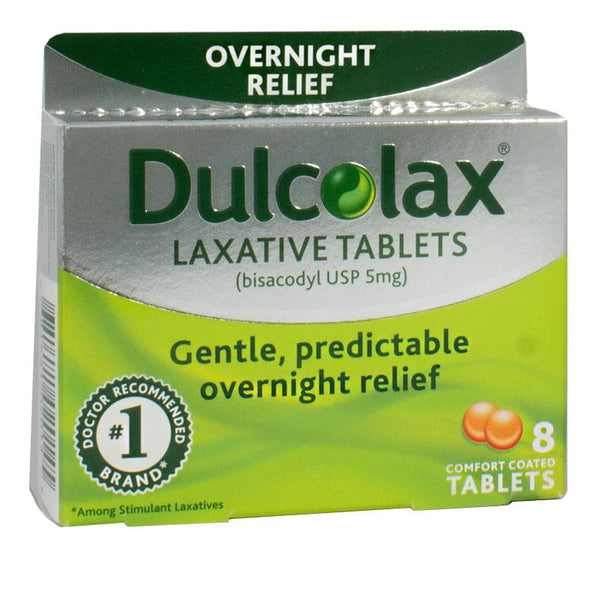 OVERNIGHT
RELIEF
Dulcolax®
LAXATIVE TABLETS
(bisacodyl USP 5mg)
Gentle, predictable
overnight relief
DOCTOR RECOMMENDED
#1
BRAND*
8
COMFORT COATED
TABLETS
*Among Stimulant Laxatives